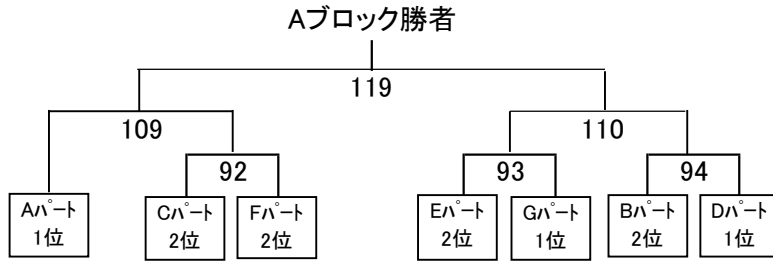 Aブロック勝者
119
109
110
92
93
94
Aパート
1位
Cパート
2位
Fパート
2位
Eパート
2位
Gパート
1位
Bパート
2位
Dパート
1位